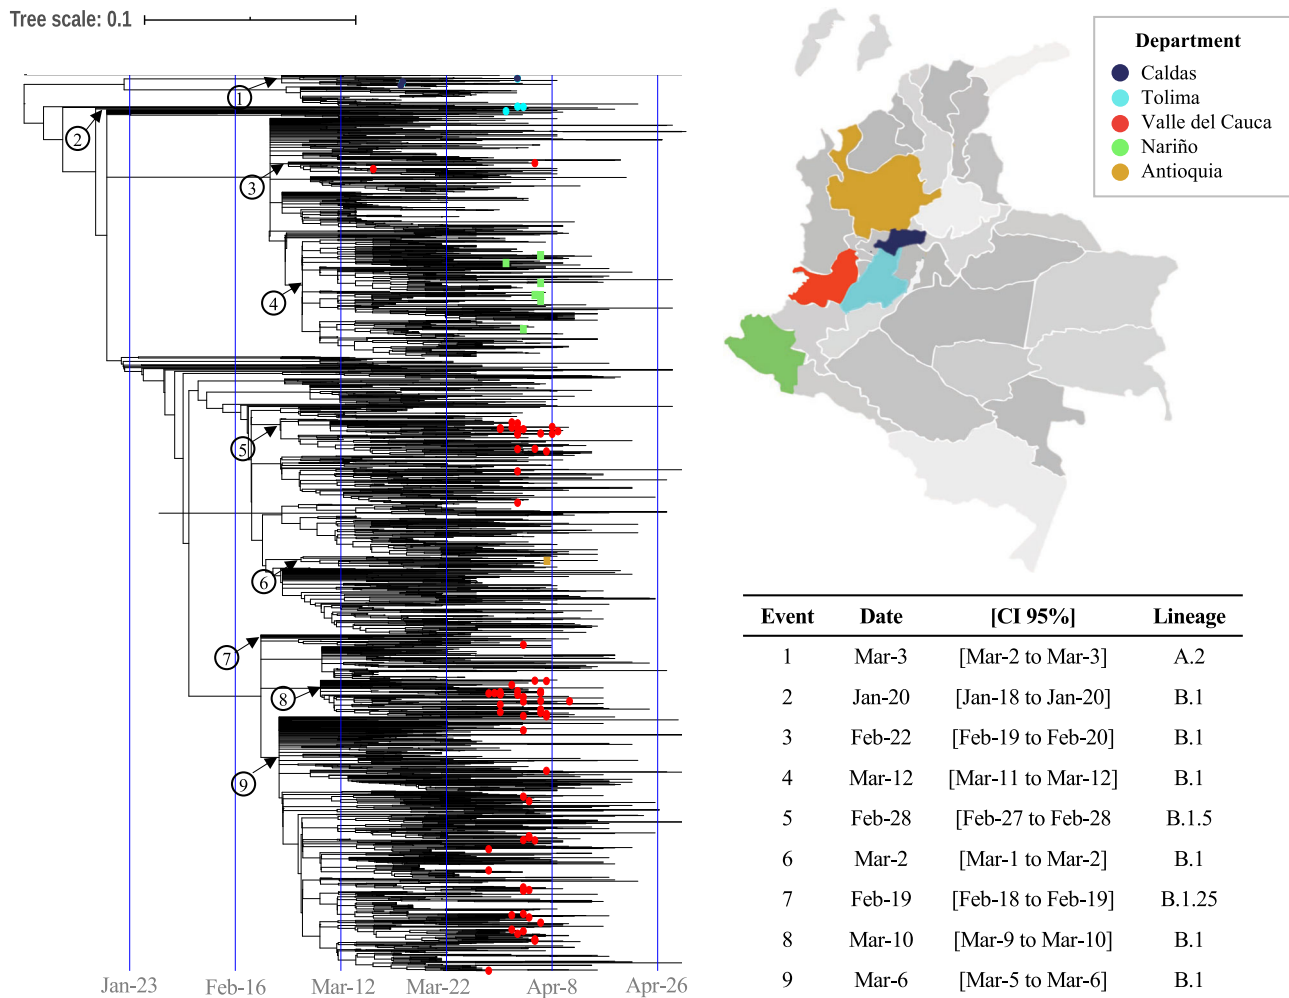 Tree scale: 0.1
1
2
3
4
5
6
7
8
9
Jan-23 Feb-16 Mar-12 Mar-22 Apr-8 Apr-26
Department
Caldas
Tolima
Valle del Cauca
Nariño
Antioquia
Event Date [CI 95%] Lineage
1 Mar-3 [Mar-2 to Mar-3] A.2
2 Jan-20 [Jan-18 to Jan-20] B.1
3 Feb-22 [Feb-19 to Feb-20] B.1
4 Mar-12 [Mar-11 to Mar-12] B.1
5 Feb-28 [Feb-27 to Feb-28 B.1.5
6 Mar-2 [Mar-1 to Mar-2] B.1
7 Feb-19 [Feb-18 to Feb-19] B.1.25
8 Mar-10 [Mar-9 to Mar-10] B.1
9 Mar-6 [Mar-5 to Mar-6] B.1